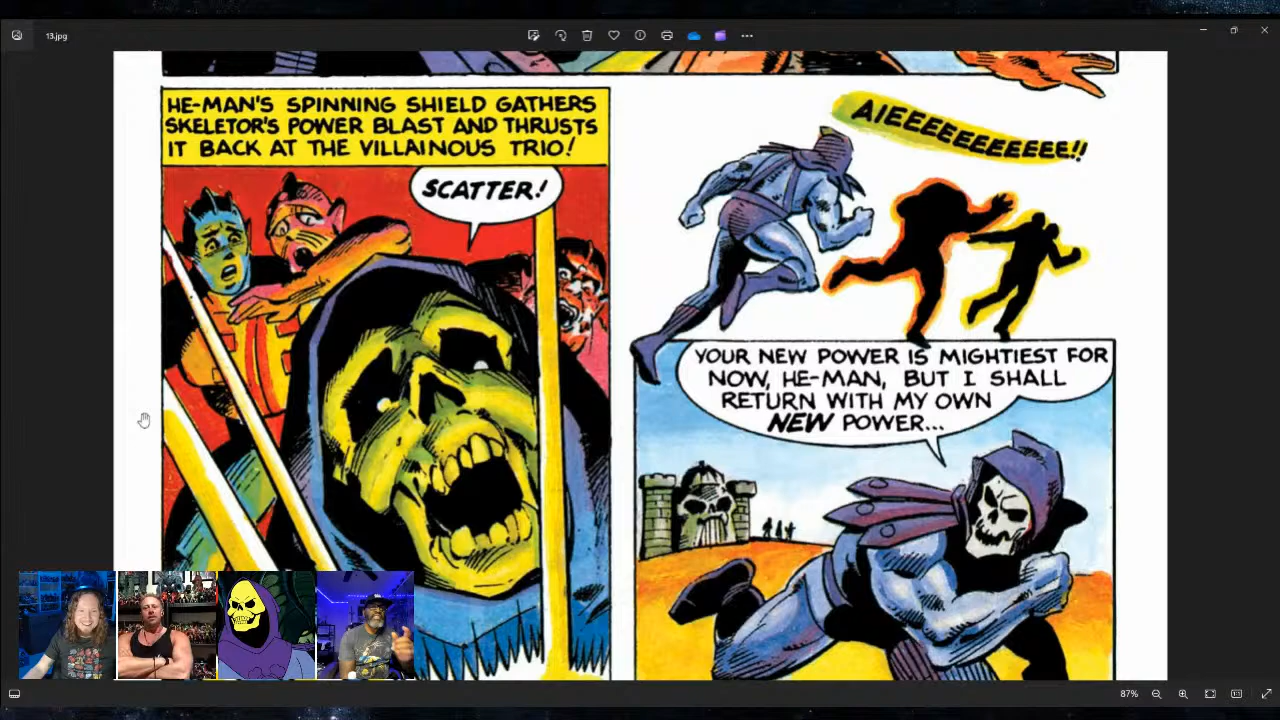 13.jpg
HE-MAN'S SPINNING SHIELD GATHERS
SKELETOR'S POWER BLAST AND THRUSTS
IT BACK AT THE VILLAINOUS TRIO!
SCATTER!
AIEEEEEEEEEEE!!
YOUR NEW POWER IS MIGHTIEST FOR
NOW, HE-MAN, BUT I SHALL
RETURN WITH MY OWN
NEW POWER...
87%